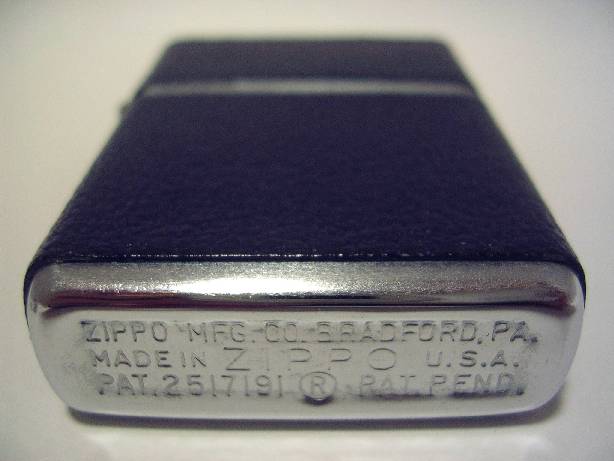 ZIPPO MFG. CO. BRADFORD, PA.
MADE IN ZIPPO U.S.A.
PAT. 2517191 ® PAT. PEND.